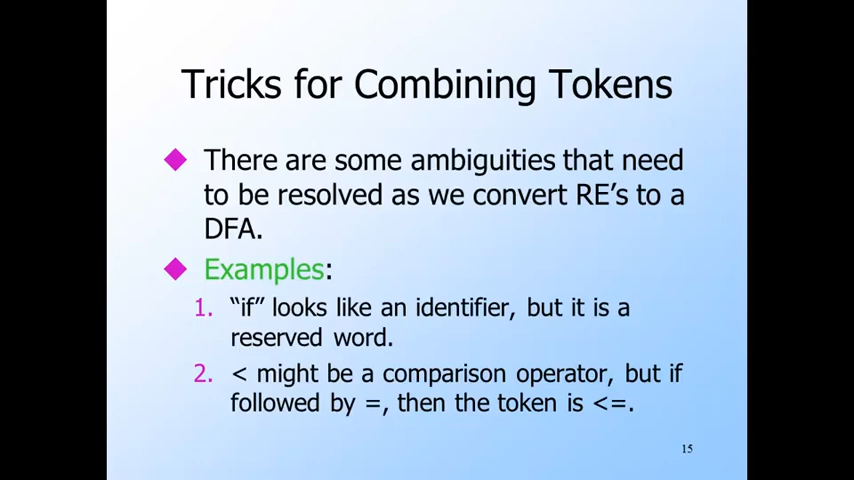 Tricks for Combining Tokens
There are some ambiguities that need
to be resolved as we convert RE’s to a
DFA.
Examples:
1. “if” looks like an identifier, but it is a
reserved word.
2. < might be a comparison operator, but if
followed by =, then the token is <=.
15